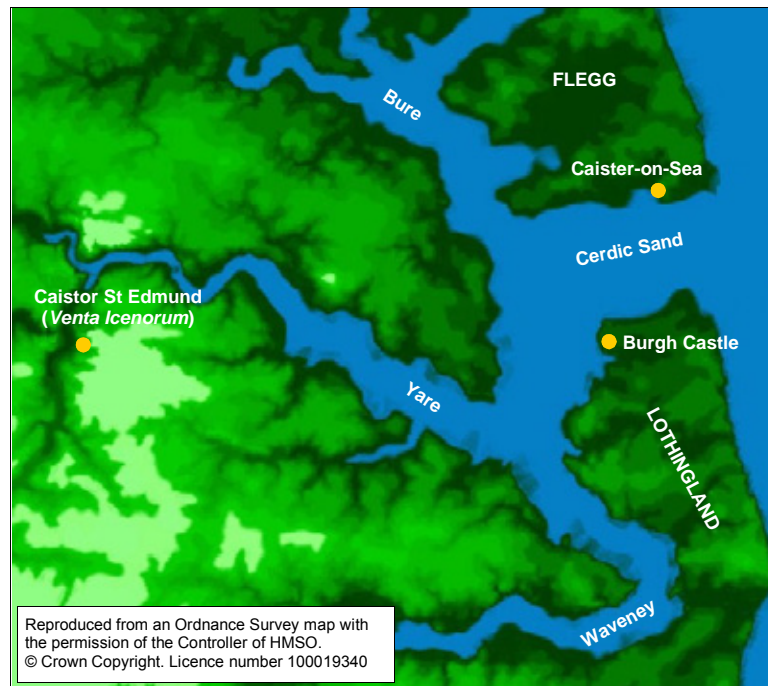 FLEGG
Bure
Caister-on-Sea
Cerdic Sand
Caistor St Edmund
(Venta Icenorum)
Burgh Castle
Yare
LOTHINGLAND
Waveney
Reproduced from an Ordnance Survey map with
the permission of the Controller of HMSO.
© Crown Copyright. Licence number 100019340